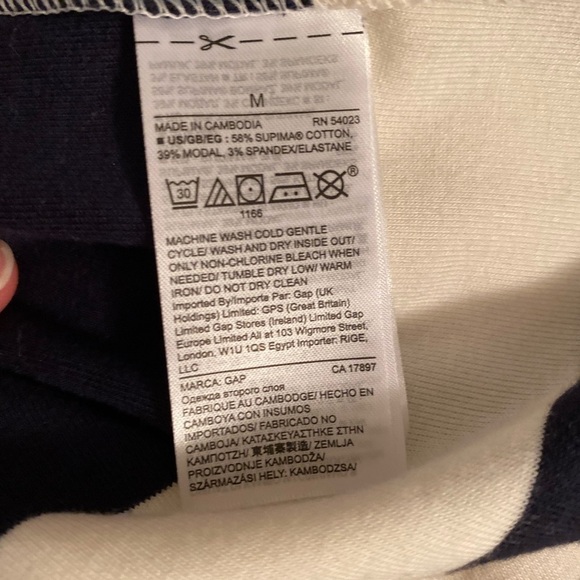 M
MADE IN CAMBODIA RN 54023
■ US/GB/EG : 58% SUPIMA® COTTON,
39% MODAL, 3% SPANDEX/ELASTANE
30 ®
1166
MACHINE WASH COLD GENTLE
CYCLE/ WASH AND DRY INSIDE OUT/
ONLY NON-CHLORINE BLEACH WHEN
NEEDED/ TUMBLE DRY LOW/ WARM
IRON/ DO NOT DRY CLEAN
Imported By/Importe Par: Gap (UK
Holdings) Limited: GPS (Great Britain)
Limited Gap Stores (Ireland) Limited Gap
Europe Limited All at 103 Wigmore Street,
London, W1U 1QS Egypt Importer: RIGE,
LLC
MARCA: GAP CA 17897
Одежда второго слоя
FABRIQUE AU CAMBODGE/ HECHO EN
CAMBOYA CON INSUMOS
IMPORTADOS/ FABRICADO NO
CAMBOJA/ ΚΑΤΑΣΚΕΥΑΣΤΗΚΕ ΣΤΗΝ
ΚΑΜΠΟΤΖΗ/ 柬埔寨製造/ ZEMLJA
PROIZVODNJE KAMBODŽA/
SZÁRMAZÁSI HELY: KAMBODZSA/